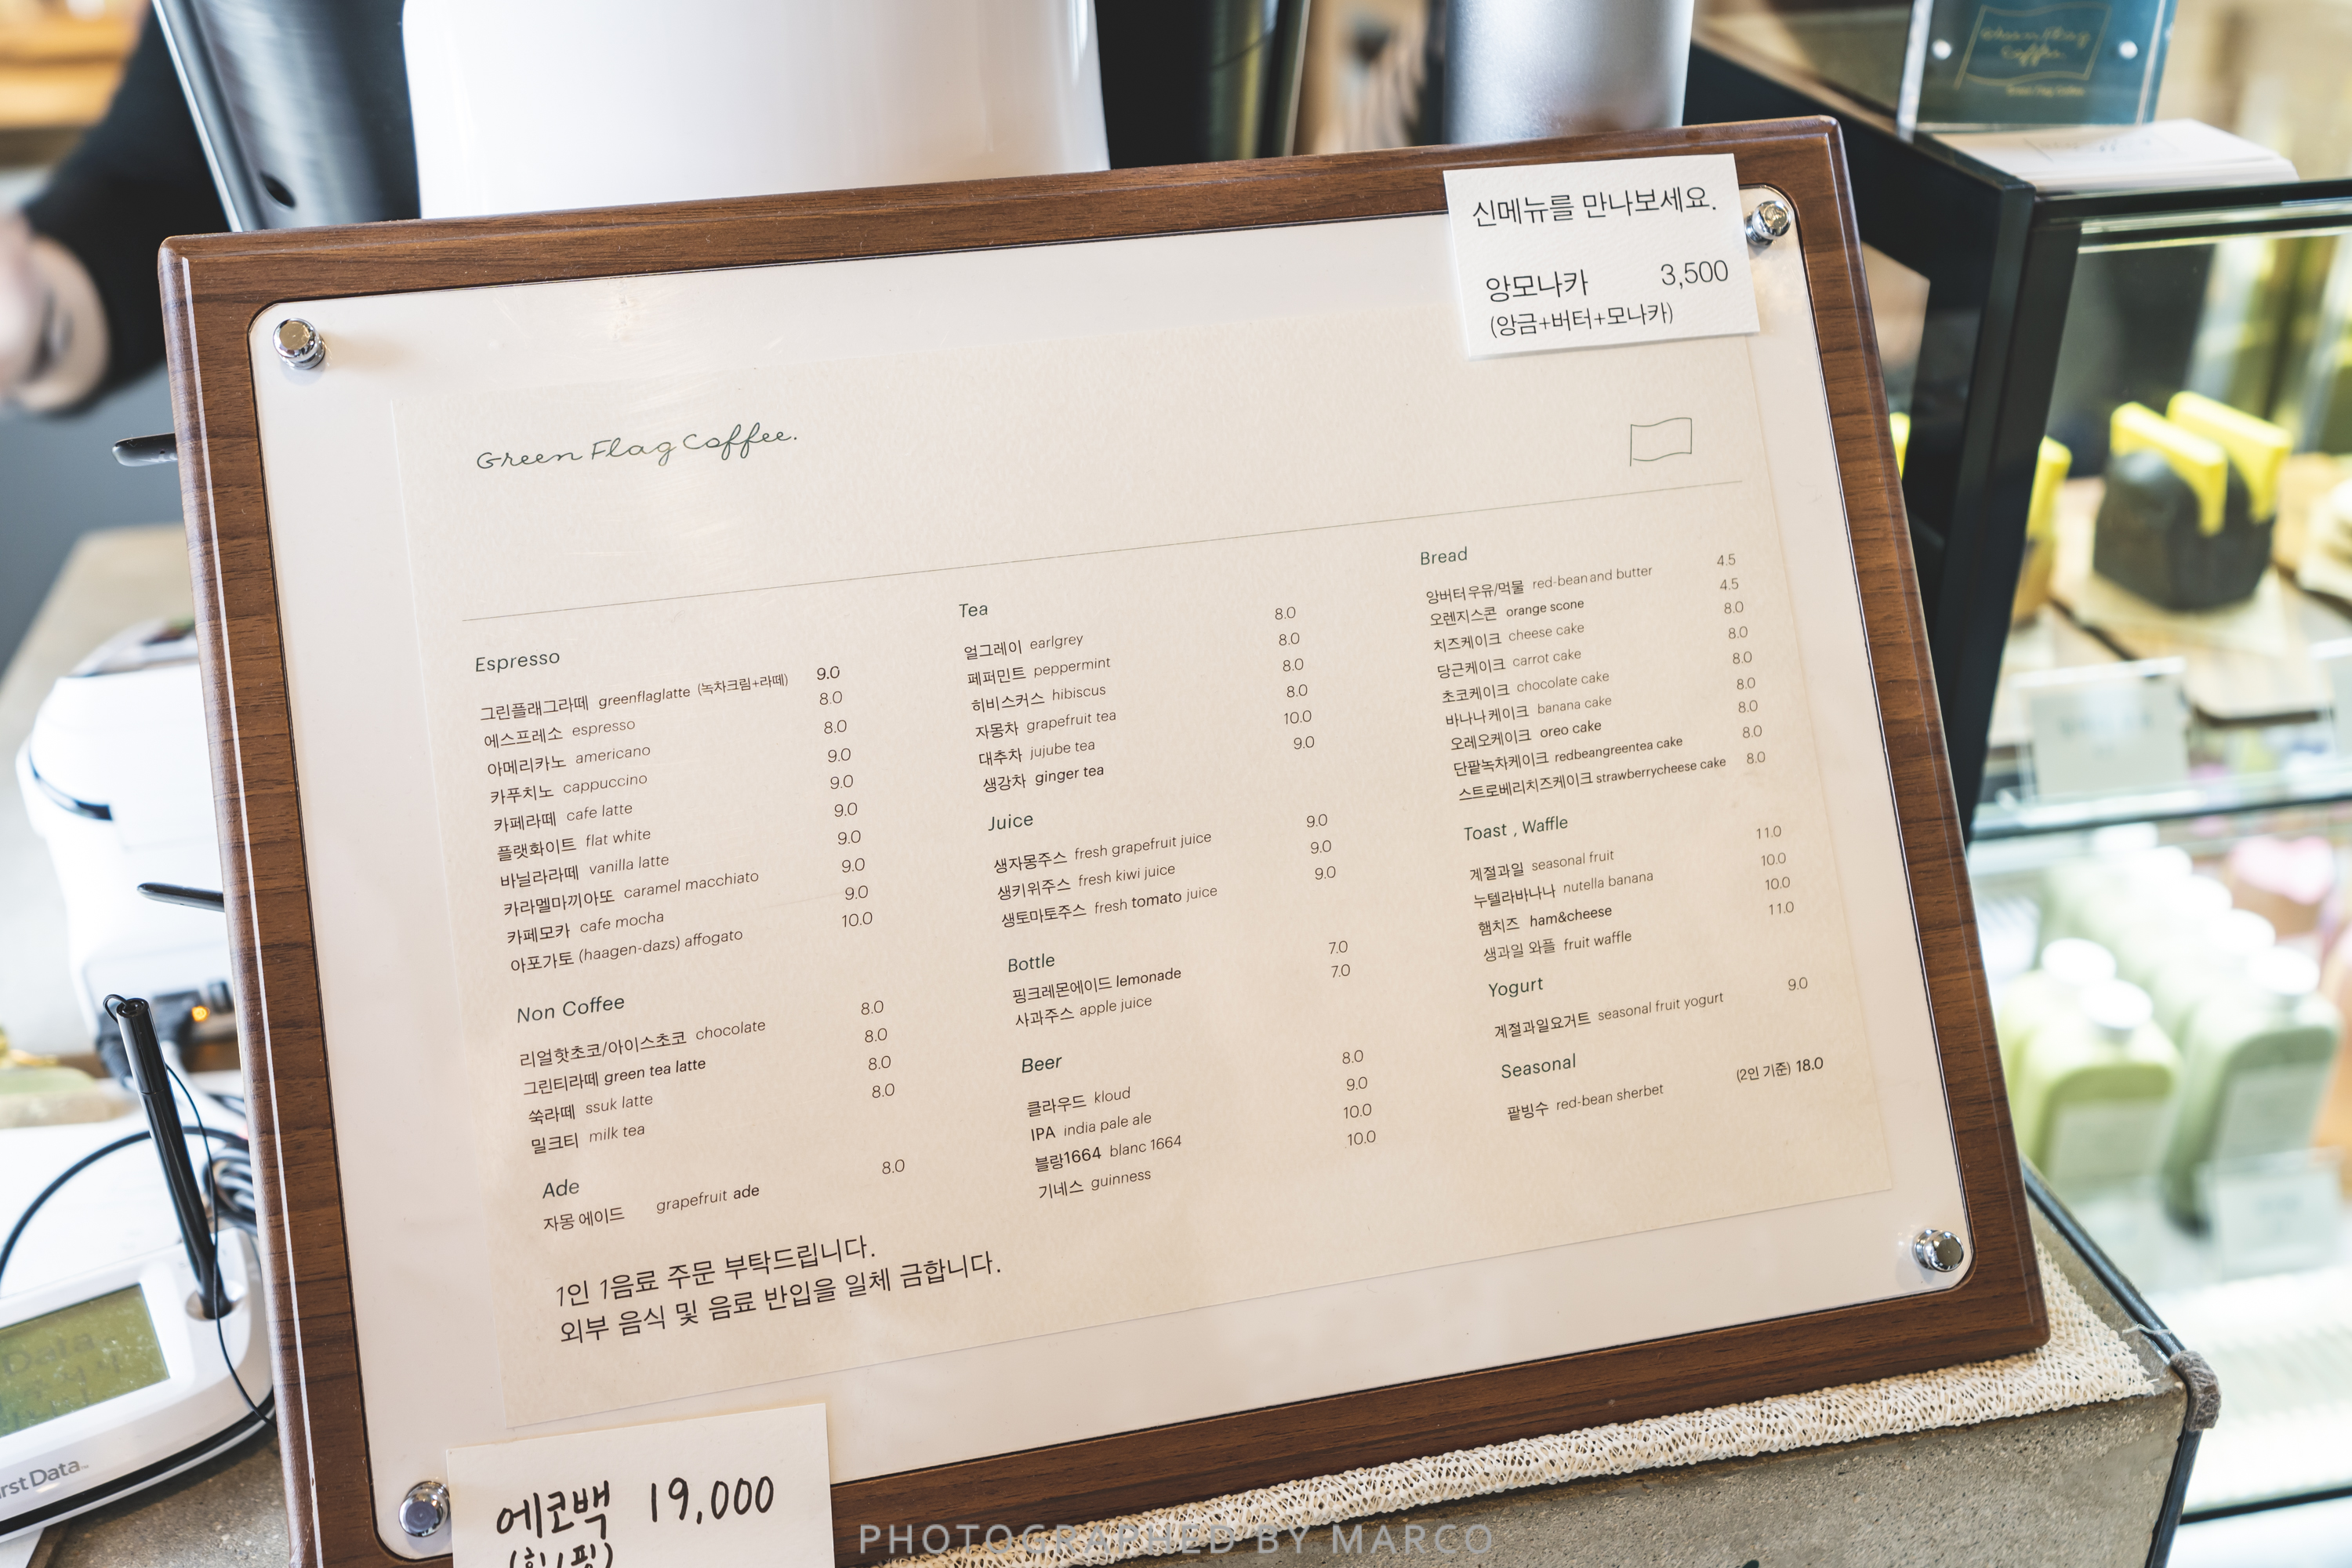 신메뉴를 만나보세요.
앙모나카 3,500
(앙금+버터+모나카)
Green Flag Coffee.
Espresso
그린플래그라떼 greenflaglatte (녹차크림+라떼) 9.0
에스프레소 espresso 8.0
아메리카노 americano 8.0
카푸치노 cappuccino 9.0
카페라떼 cafe latte 9.0
플랫화이트 flat white 9.0
바닐라라떼 vanilla latte 9.0
카라멜마끼아또 caramel macchiato 9.0
카페모카 cafe mocha 9.0
아포가토 (haagen-dazs) affogato 10.0
Non Coffee
리얼핫초코/아이스초코 chocolate 8.0
그린티라떼 green tea latte 8.0
쑥라떼 ssuk latte 8.0
밀크티 milk tea 8.0
Ade
자몽 에이드 grapefruit ade 8.0
Tea
얼그레이 earlgrey 8.0
페퍼민트 peppermint 8.0
히비스커스 hibiscus 8.0
자몽차 grapefruit tea 8.0
대추차 jujube tea 10.0
생강차 ginger tea 9.0
Juice
생자몽주스 fresh grapefruit juice 9.0
생키위주스 fresh kiwi juice 9.0
생토마토주스 fresh tomato juice 9.0
Bottle
핑크레몬에이드 lemonade 7.0
사과주스 apple juice 7.0
Beer
클라우드 kloud 8.0
IPA india pale ale 9.0
블랑1664 blanc 1664 10.0
기네스 guinness 10.0
Bread
앙버터우유/먹물 red-bean and butter 4.5
오렌지스콘 orange scone 4.5
치즈케이크 cheese cake 8.0
당근케이크 carrot cake 8.0
초코케이크 chocolate cake 8.0
바나나케이크 banana cake 8.0
오레오케이크 oreo cake 8.0
단팥녹차케이크 redbeangreentea cake 8.0
스트로베리치즈케이크 strawberrycheese cake 8.0
Toast , Waffle
계절과일 seasonal fruit 11.0
누텔라바나나 nutella banana 10.0
햄치즈 ham&cheese 10.0
생과일 와플 fruit waffle 11.0
Yogurt
계절과일요거트 seasonal fruit yogurt 9.0
Seasonal
팥빙수 red-bean sherbet (2인 기준) 18.0
1인 1음료 주문 부탁드립니다.
외부 음식 및 음료 반입을 일체 금합니다.
에코백 19,000
rstData
PHOTOGRAPHED BY MARCO